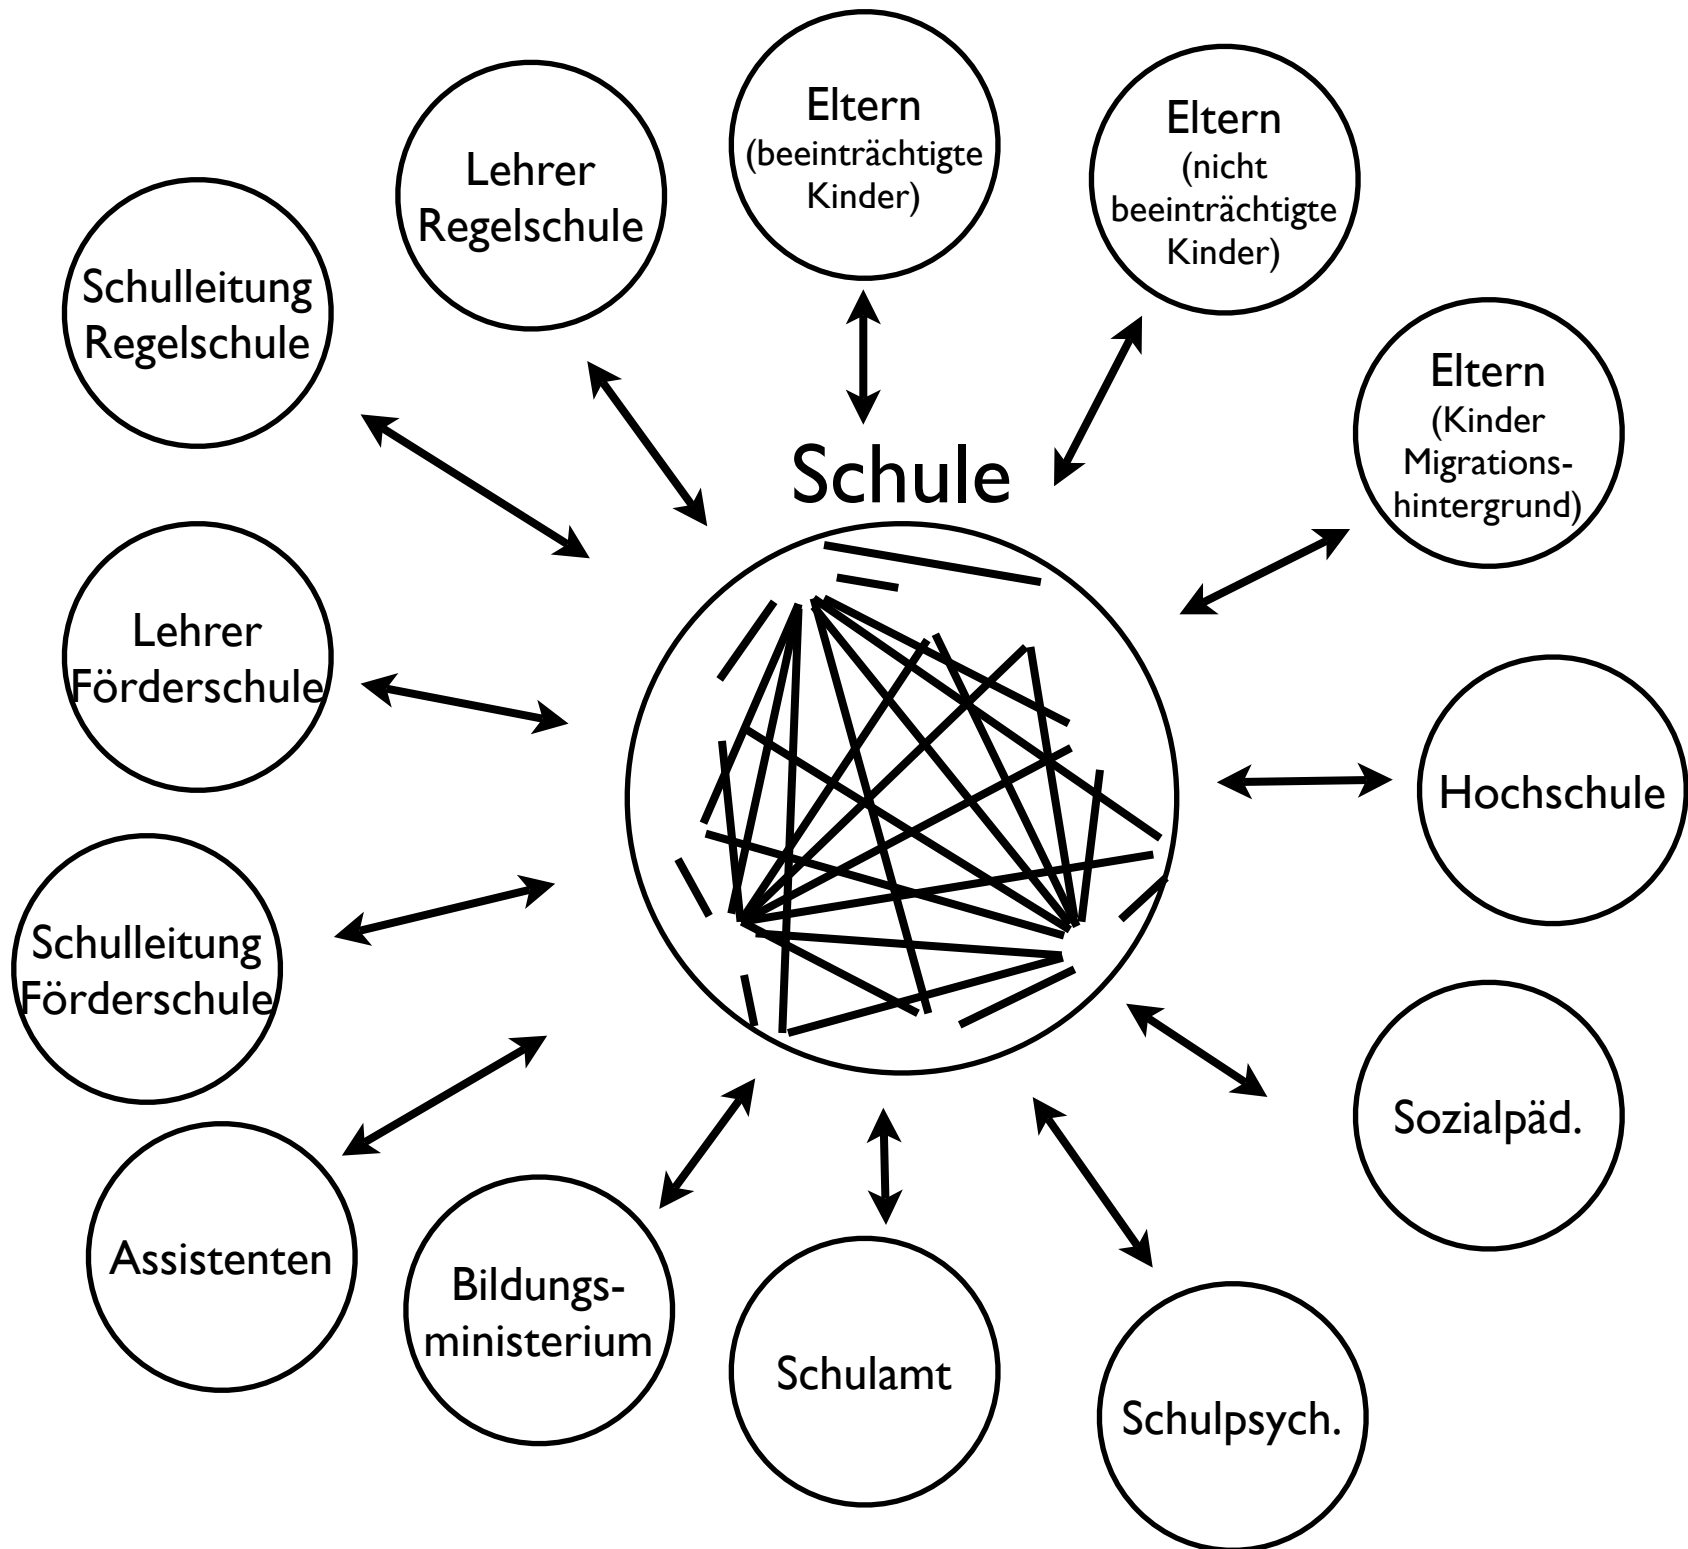 Eltern
(beeinträchtigte
Kinder)
Eltern
(nicht
beeinträchtigte
Kinder)
Lehrer
Regelschule
Schulleitung
Regelschule
Eltern
(Kinder
Migrations-
hintergrund)
Schule
Lehrer
Förderschule
Hochschule
Schulleitung
Förderschule
Sozialpäd.
Assistenten
Bildungs-
ministerium
Schulamt
Schulpsych.